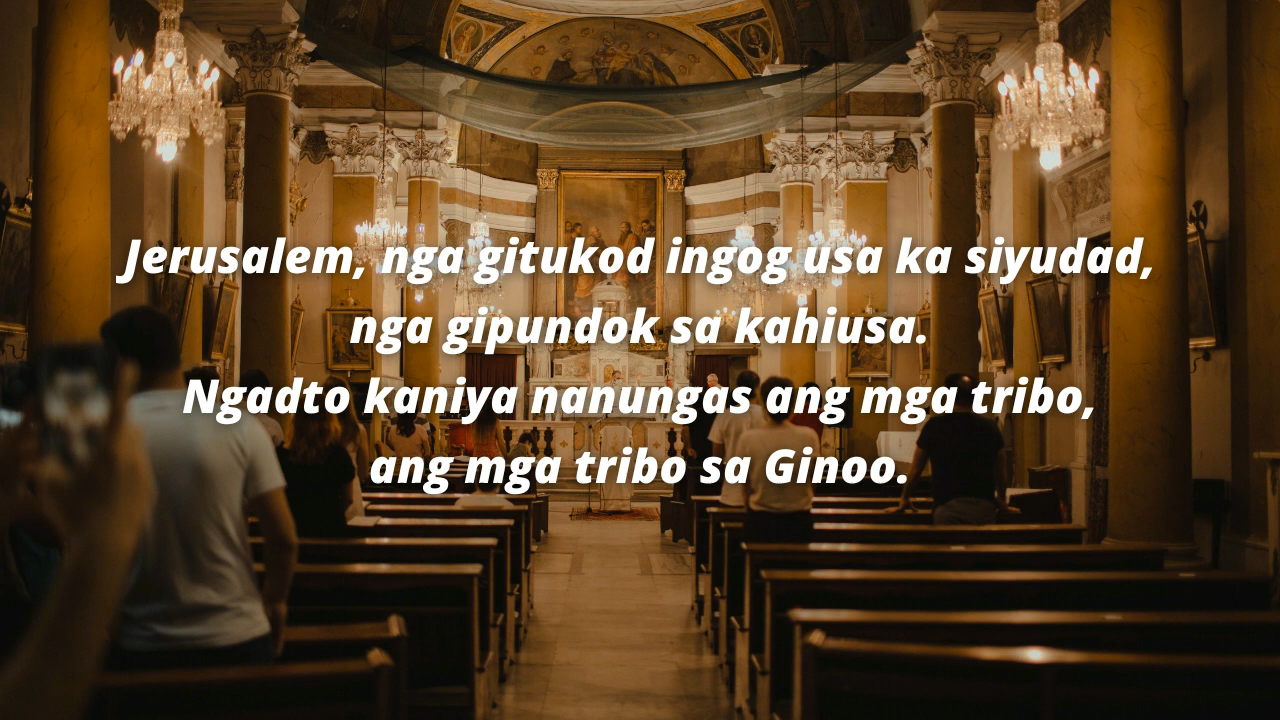 Jerusalem, nga gitukod ingog usa ka siyudad,
nga gipundok sa kahiusa.
Ngadto kaniya nanungas ang mga tribo,
ang mga tribo sa Ginoo.